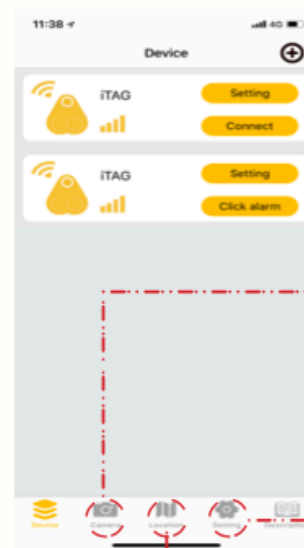 11:38
4G
Device
iTAG
Setting
Connect
iTAG
Setting
Click alarm
Device
Camera
Location
Setting